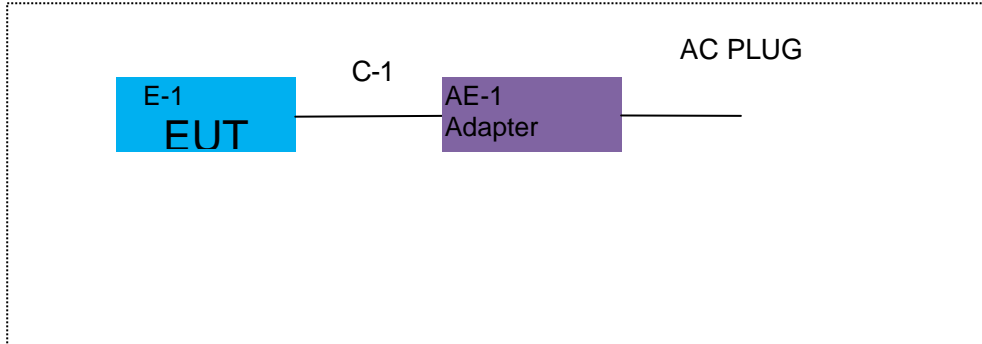 AC PLUG
C-1
E-1
EUT
AE-1
Adapter